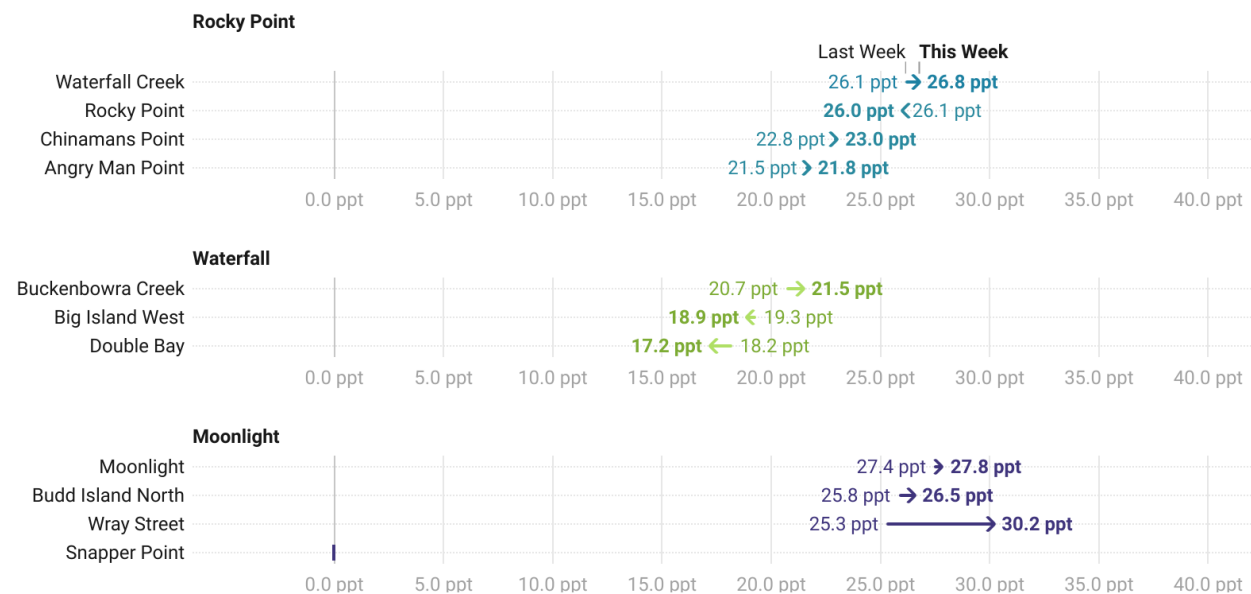 Rocky Point
Last Week This Week
Waterfall Creek 26.1 ppt 26.8 ppt
Rocky Point 26.0 ppt 26.1 ppt
Chinamans Point 22.8 ppt 23.0 ppt
Angry Man Point 21.5 ppt 21.8 ppt
0.0 ppt 5.0 ppt 10.0 ppt 15.0 ppt 20.0 ppt 25.0 ppt 30.0 ppt 35.0 ppt 40.0 ppt
Waterfall
Buckenbowra Creek 20.7 ppt 21.5 ppt
Big Island West 18.9 ppt 19.3 ppt
Double Bay 17.2 ppt 18.2 ppt
0.0 ppt 5.0 ppt 10.0 ppt 15.0 ppt 20.0 ppt 25.0 ppt 30.0 ppt 35.0 ppt 40.0 ppt
Moonlight
Moonlight 27.4 ppt 27.8 ppt
Budd Island North 25.8 ppt 26.5 ppt
Wray Street 25.3 ppt 30.2 ppt
Snapper Point
0.0 ppt 5.0 ppt 10.0 ppt 15.0 ppt 20.0 ppt 25.0 ppt 30.0 ppt 35.0 ppt 40.0 ppt